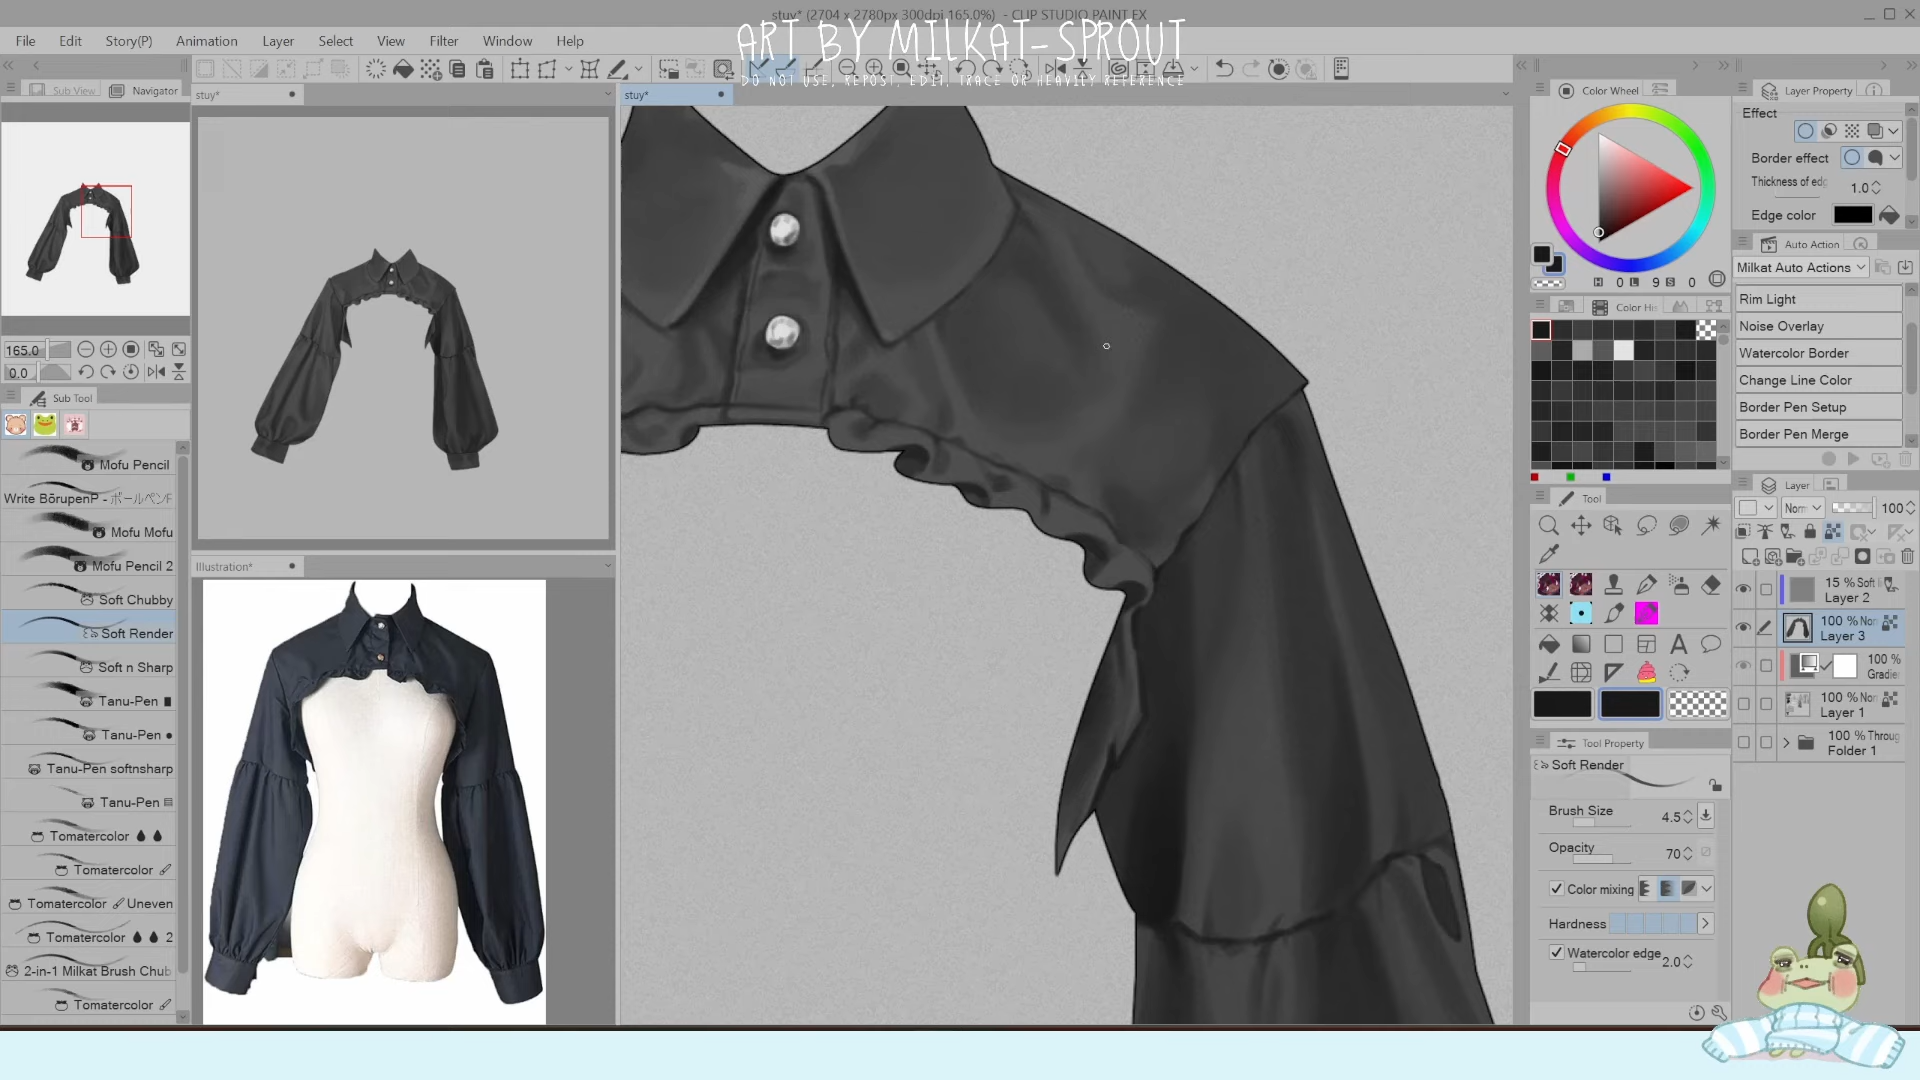 stuy* (2704 x 2780px 300dpi 165.0%) - CLIP STUDIO PAINT EX
ART BY MILKAT-SPROUT
DO NOT USE, REPOST, EDIT, TRACE OR HEAVILY REFERENCE
File Edit Story(P) Animation Layer Select View Filter Window Help
Sub View Navigator
stuy*
stuy*
Illustration*
165.0
0.0
Sub Tool
Mofu Pencil
Write BōrupenP - ボールペンF
Mofu Mofu
Mofu Pencil 2
Soft Chubby
Soft Render
Soft n Sharp
Tanu-Pen
Tanu-Pen
Tanu-Pen softnsharp
Tanu-Pen
Tomatercolor
Tomatercolor
Tomatercolor Uneven
Tomatercolor 2
2-in-1 Milkat Brush Chub
Tomatercolor
Color Wheel
H 0 L 9 S 0
Color His
Tool
Tool Property
Soft Render
Brush Size 4.5
Opacity 70
Color mixing
Hardness
Watercolor edge 2.0
Layer Property
Effect
Border effect
Thickness of edg 1.0
Edge color
Auto Action
Milkat Auto Actions
Rim Light
Noise Overlay
Watercolor Border
Change Line Color
Border Pen Setup
Border Pen Merge
Layer
Norm 100
15 % Soft li
Layer 2
100 % Nor
Layer 3
100 %
Gradie
100 % Nor
Layer 1
100 % Throug
Folder 1